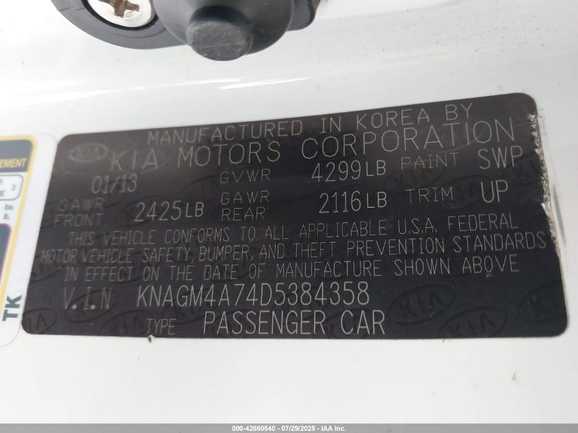 MANUFACTURED IN KOREA BY
KIA MOTORS CORPORATION
01/13 GVWR 4299LB PAINT SWP
GAWR FRONT 2425LB GAWR REAR 2116LB TRIM UP
THIS VEHICLE CONFORMS TO ALL APPLICABLE U.S.A. FEDERAL
MOTOR VEHICLE SAFETY, BUMPER, AND THEFT PREVENTION STANDARDS
IN EFFECT ON THE DATE OF MANUFACTURE SHOWN ABOVE
V.I.N KNAGM4A74D5384358
TYPE PASSENGER CAR
EMENT
TK
000-42660640 - 07/29/2025 - IAA Inc.